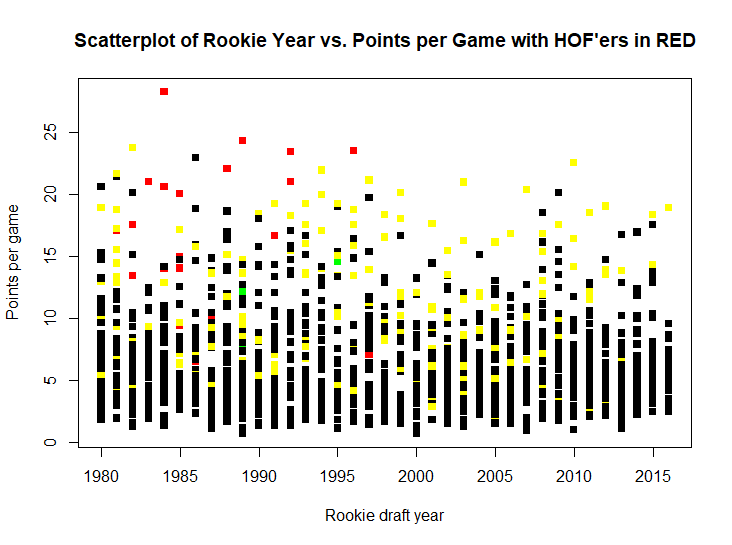 Scatterplot of Rookie Year vs. Points per Game with HOF'ers in RED
Points per game
25
20
15
10
5
0
1980 1985 1990 1995 2000 2005 2010 2015
Rookie draft year